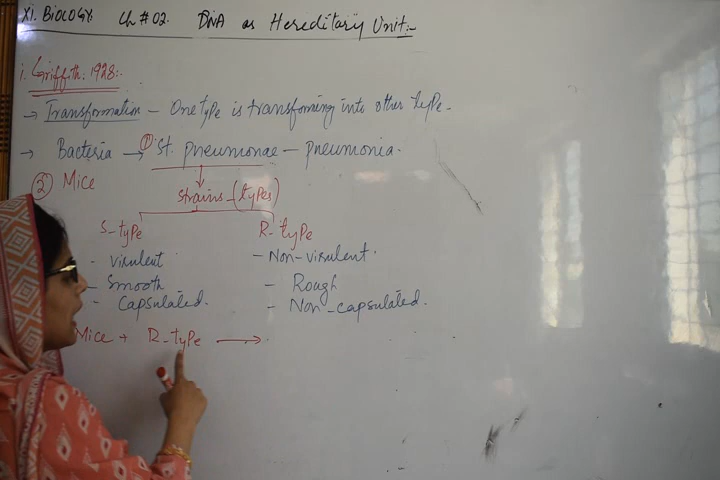 XI. BIOLOGY. Ch # 02. DNA as Hereditary Unit:-
i. Griffith: 1928:-
→ Transformation – One type is transforming into other type.
→ Bacteria → ① St. pneumonae – pneumonia.
② Mice
Strains – (types)
S-type R-type
- Virulent - Non-virulent.
- Smooth - Rough
- Capsulated. - Non-capsulated.
Mice + R-type →